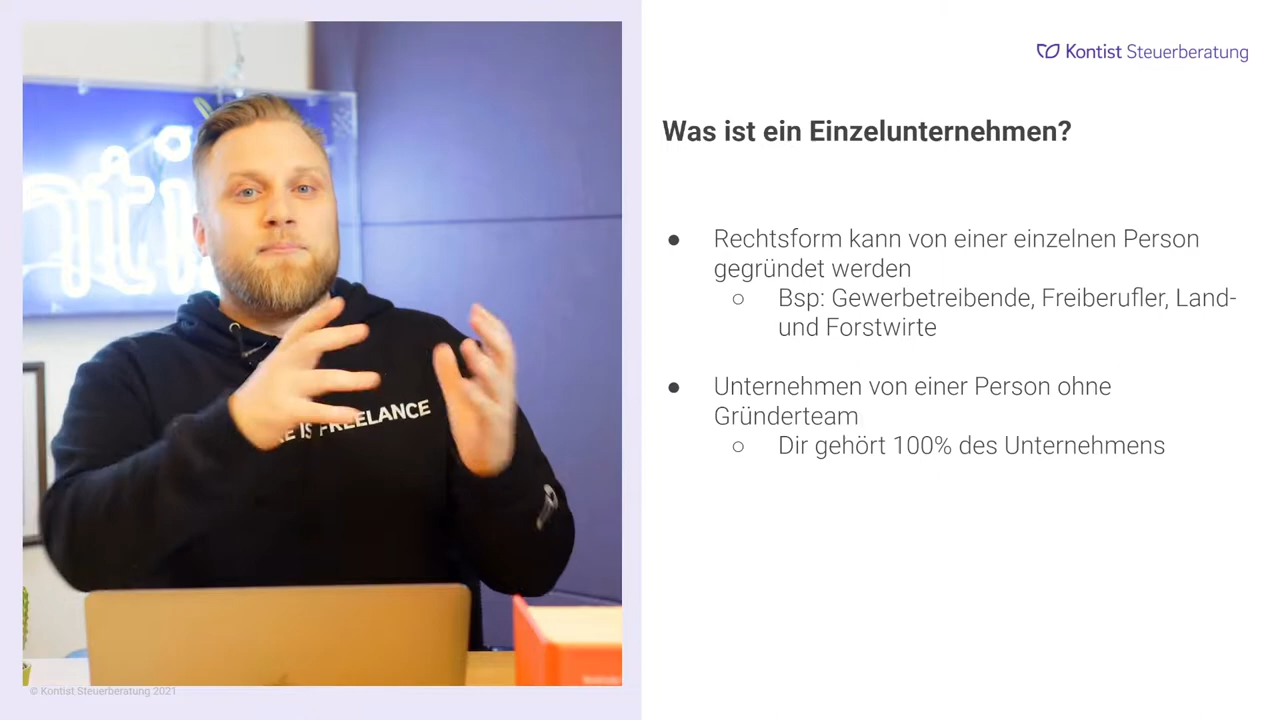 Kontist Steuerberatung
Was ist ein Einzelunternehmen?
● Rechtsform kann von einer einzelnen Person
gegründet werden
○ Bsp: Gewerbetreibende, Freiberufler, Land-
und Forstwirte
● Unternehmen von einer Person ohne
Gründerteam
○ Dir gehört 100% des Unternehmens
IS FREELANCE
© Kontist Steuerberatung 2021